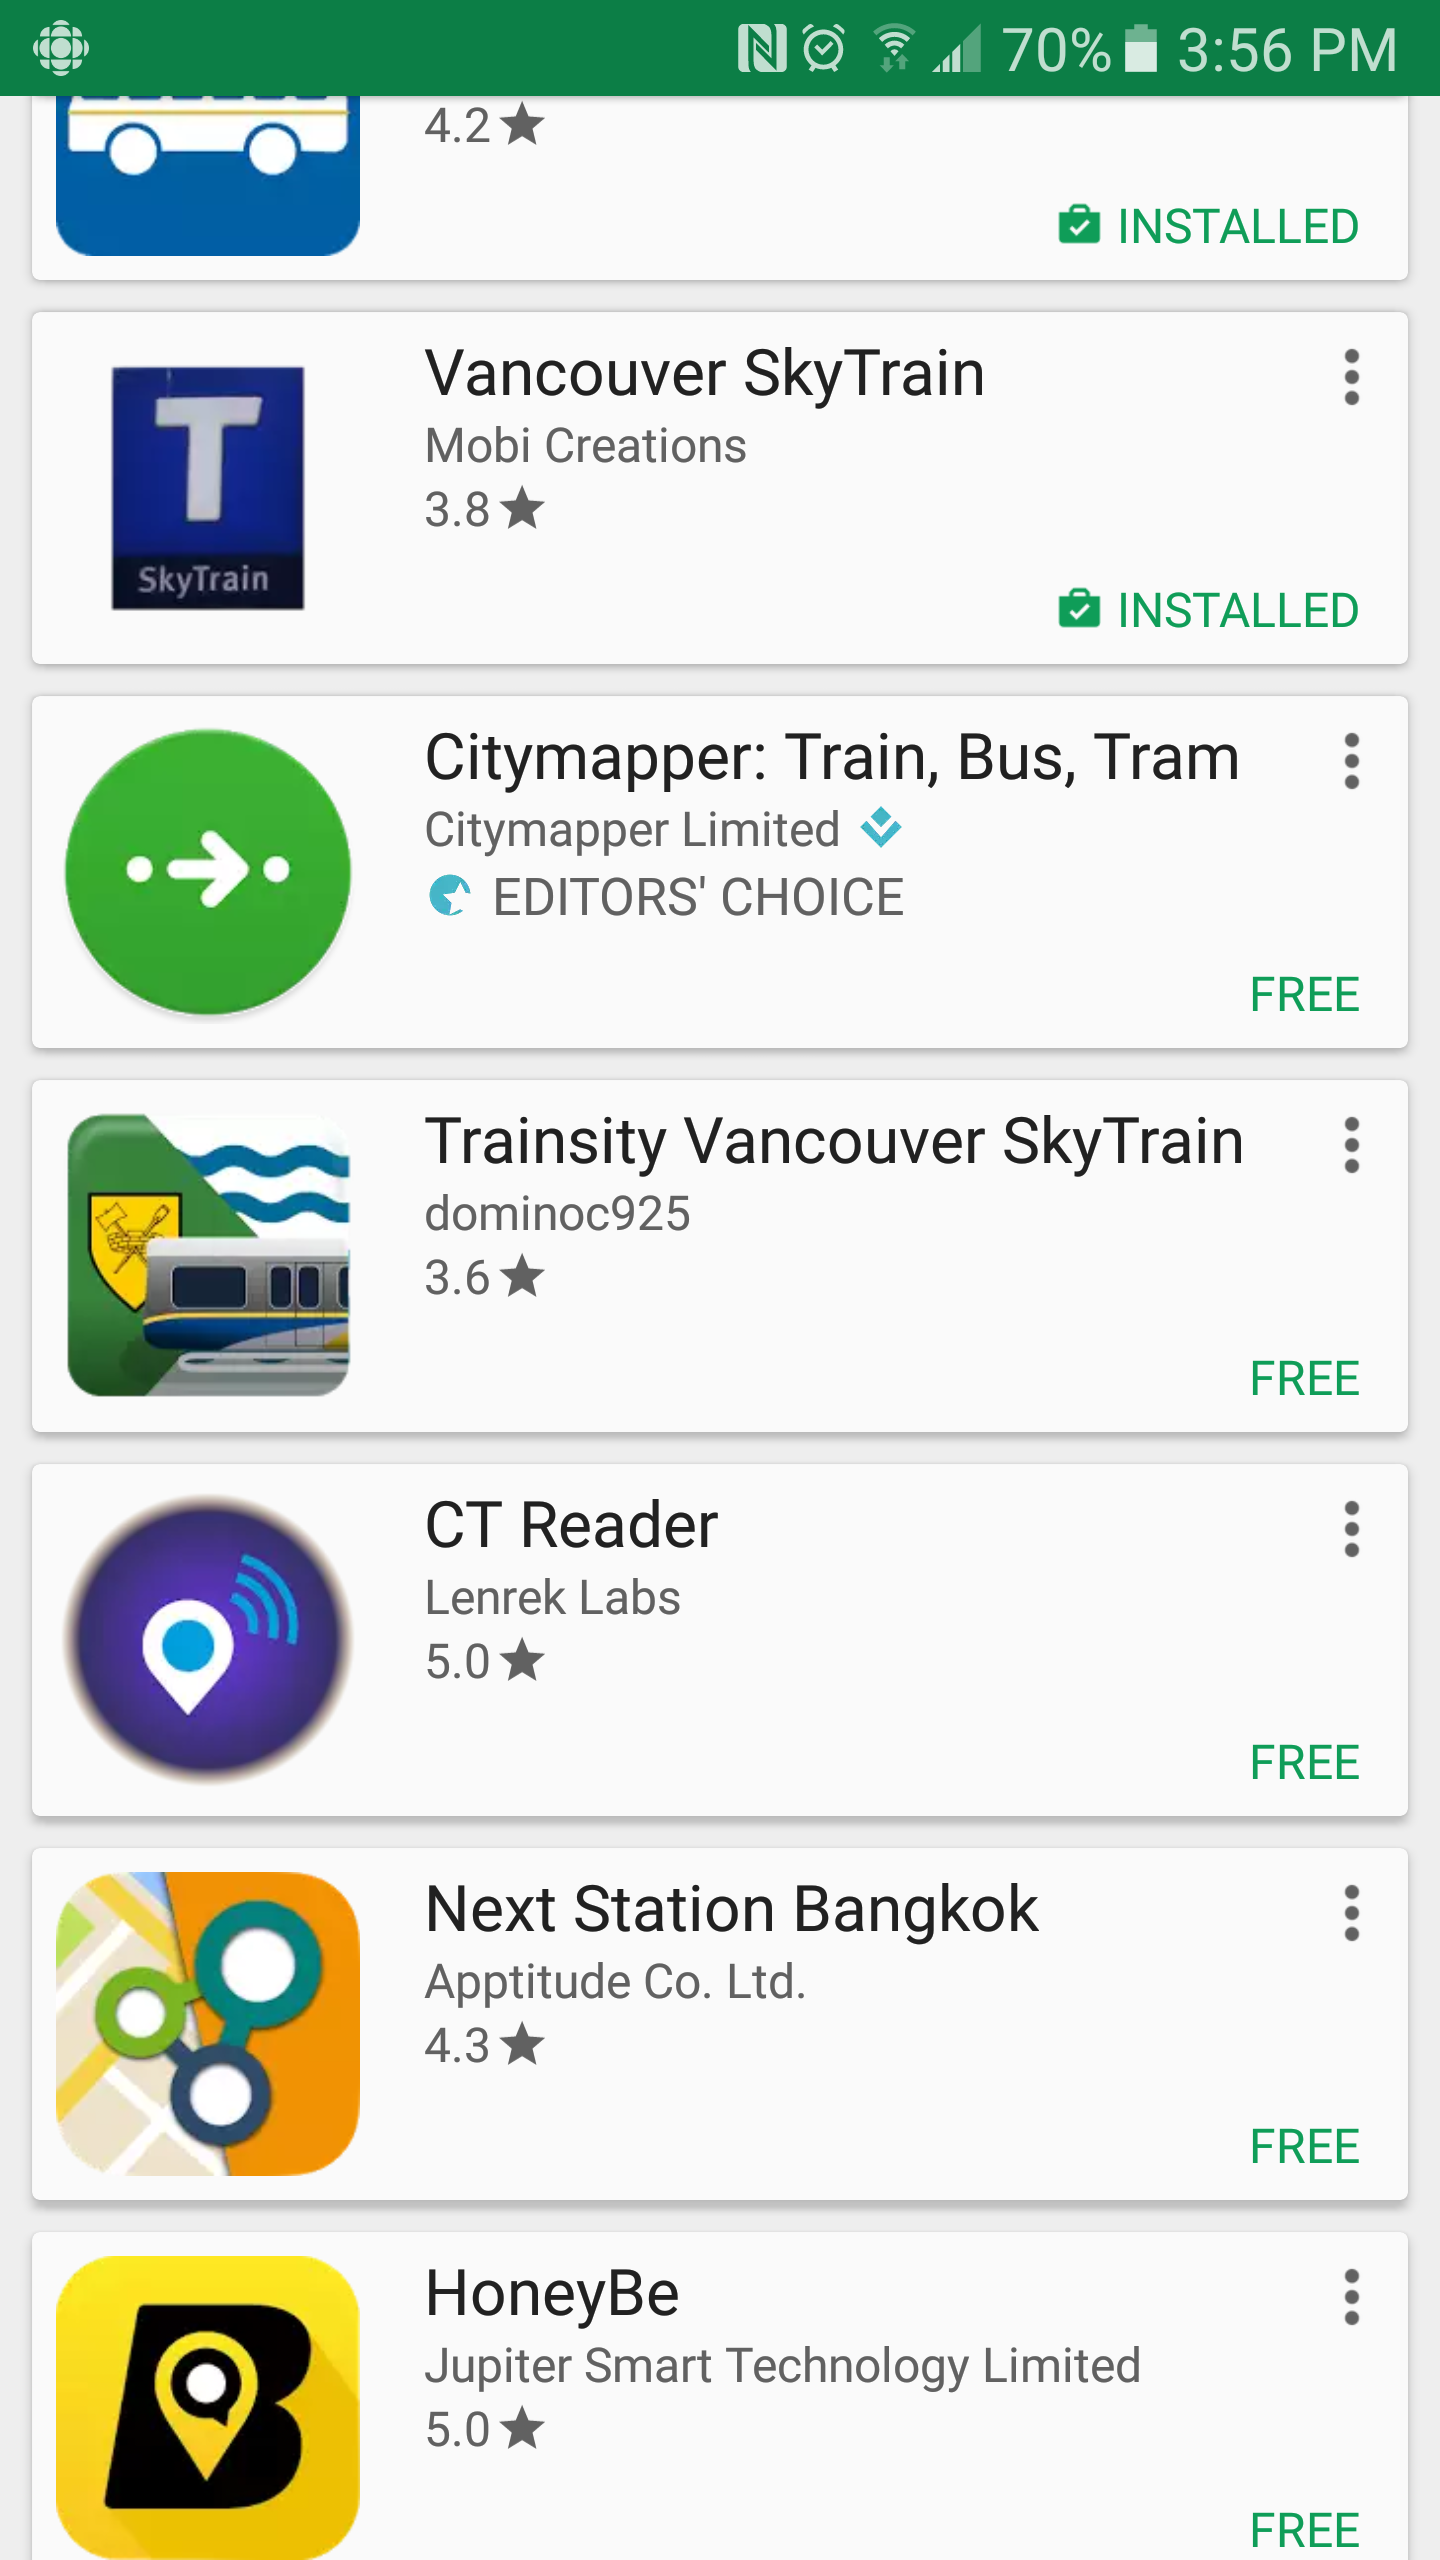 70% 3:56 PM
4.2
INSTALLED
Vancouver SkyTrain
Mobi Creations
3.8
T
SkyTrain
INSTALLED
Citymapper: Train, Bus, Tram
Citymapper Limited
EDITORS' CHOICE
FREE
Trainsity Vancouver SkyTrain
dominoc925
3.6
FREE
CT Reader
Lenrek Labs
5.0
FREE
Next Station Bangkok
Apptitude Co. Ltd.
4.3
FREE
B
HoneyBe
Jupiter Smart Technology Limited
5.0
FREE